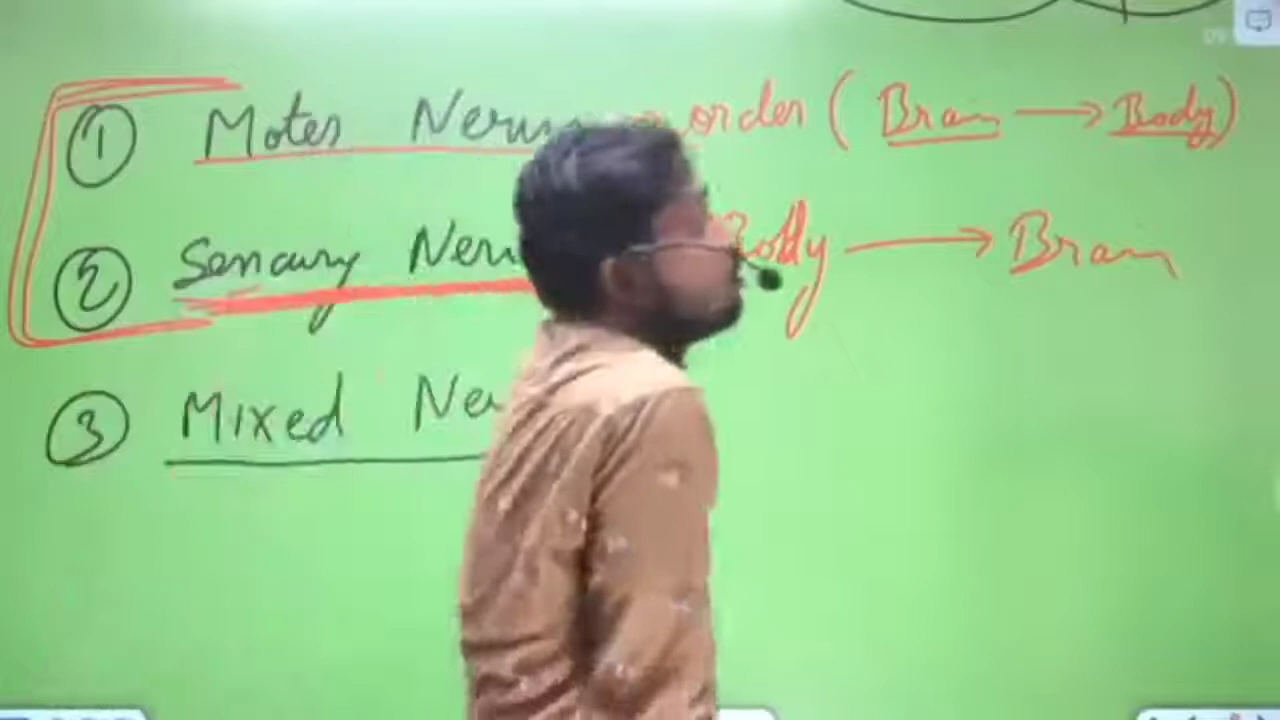 ① Motor Nerv order (Brain → Body)
② Sensory Nerv Body → Brain
③ Mixed Ne